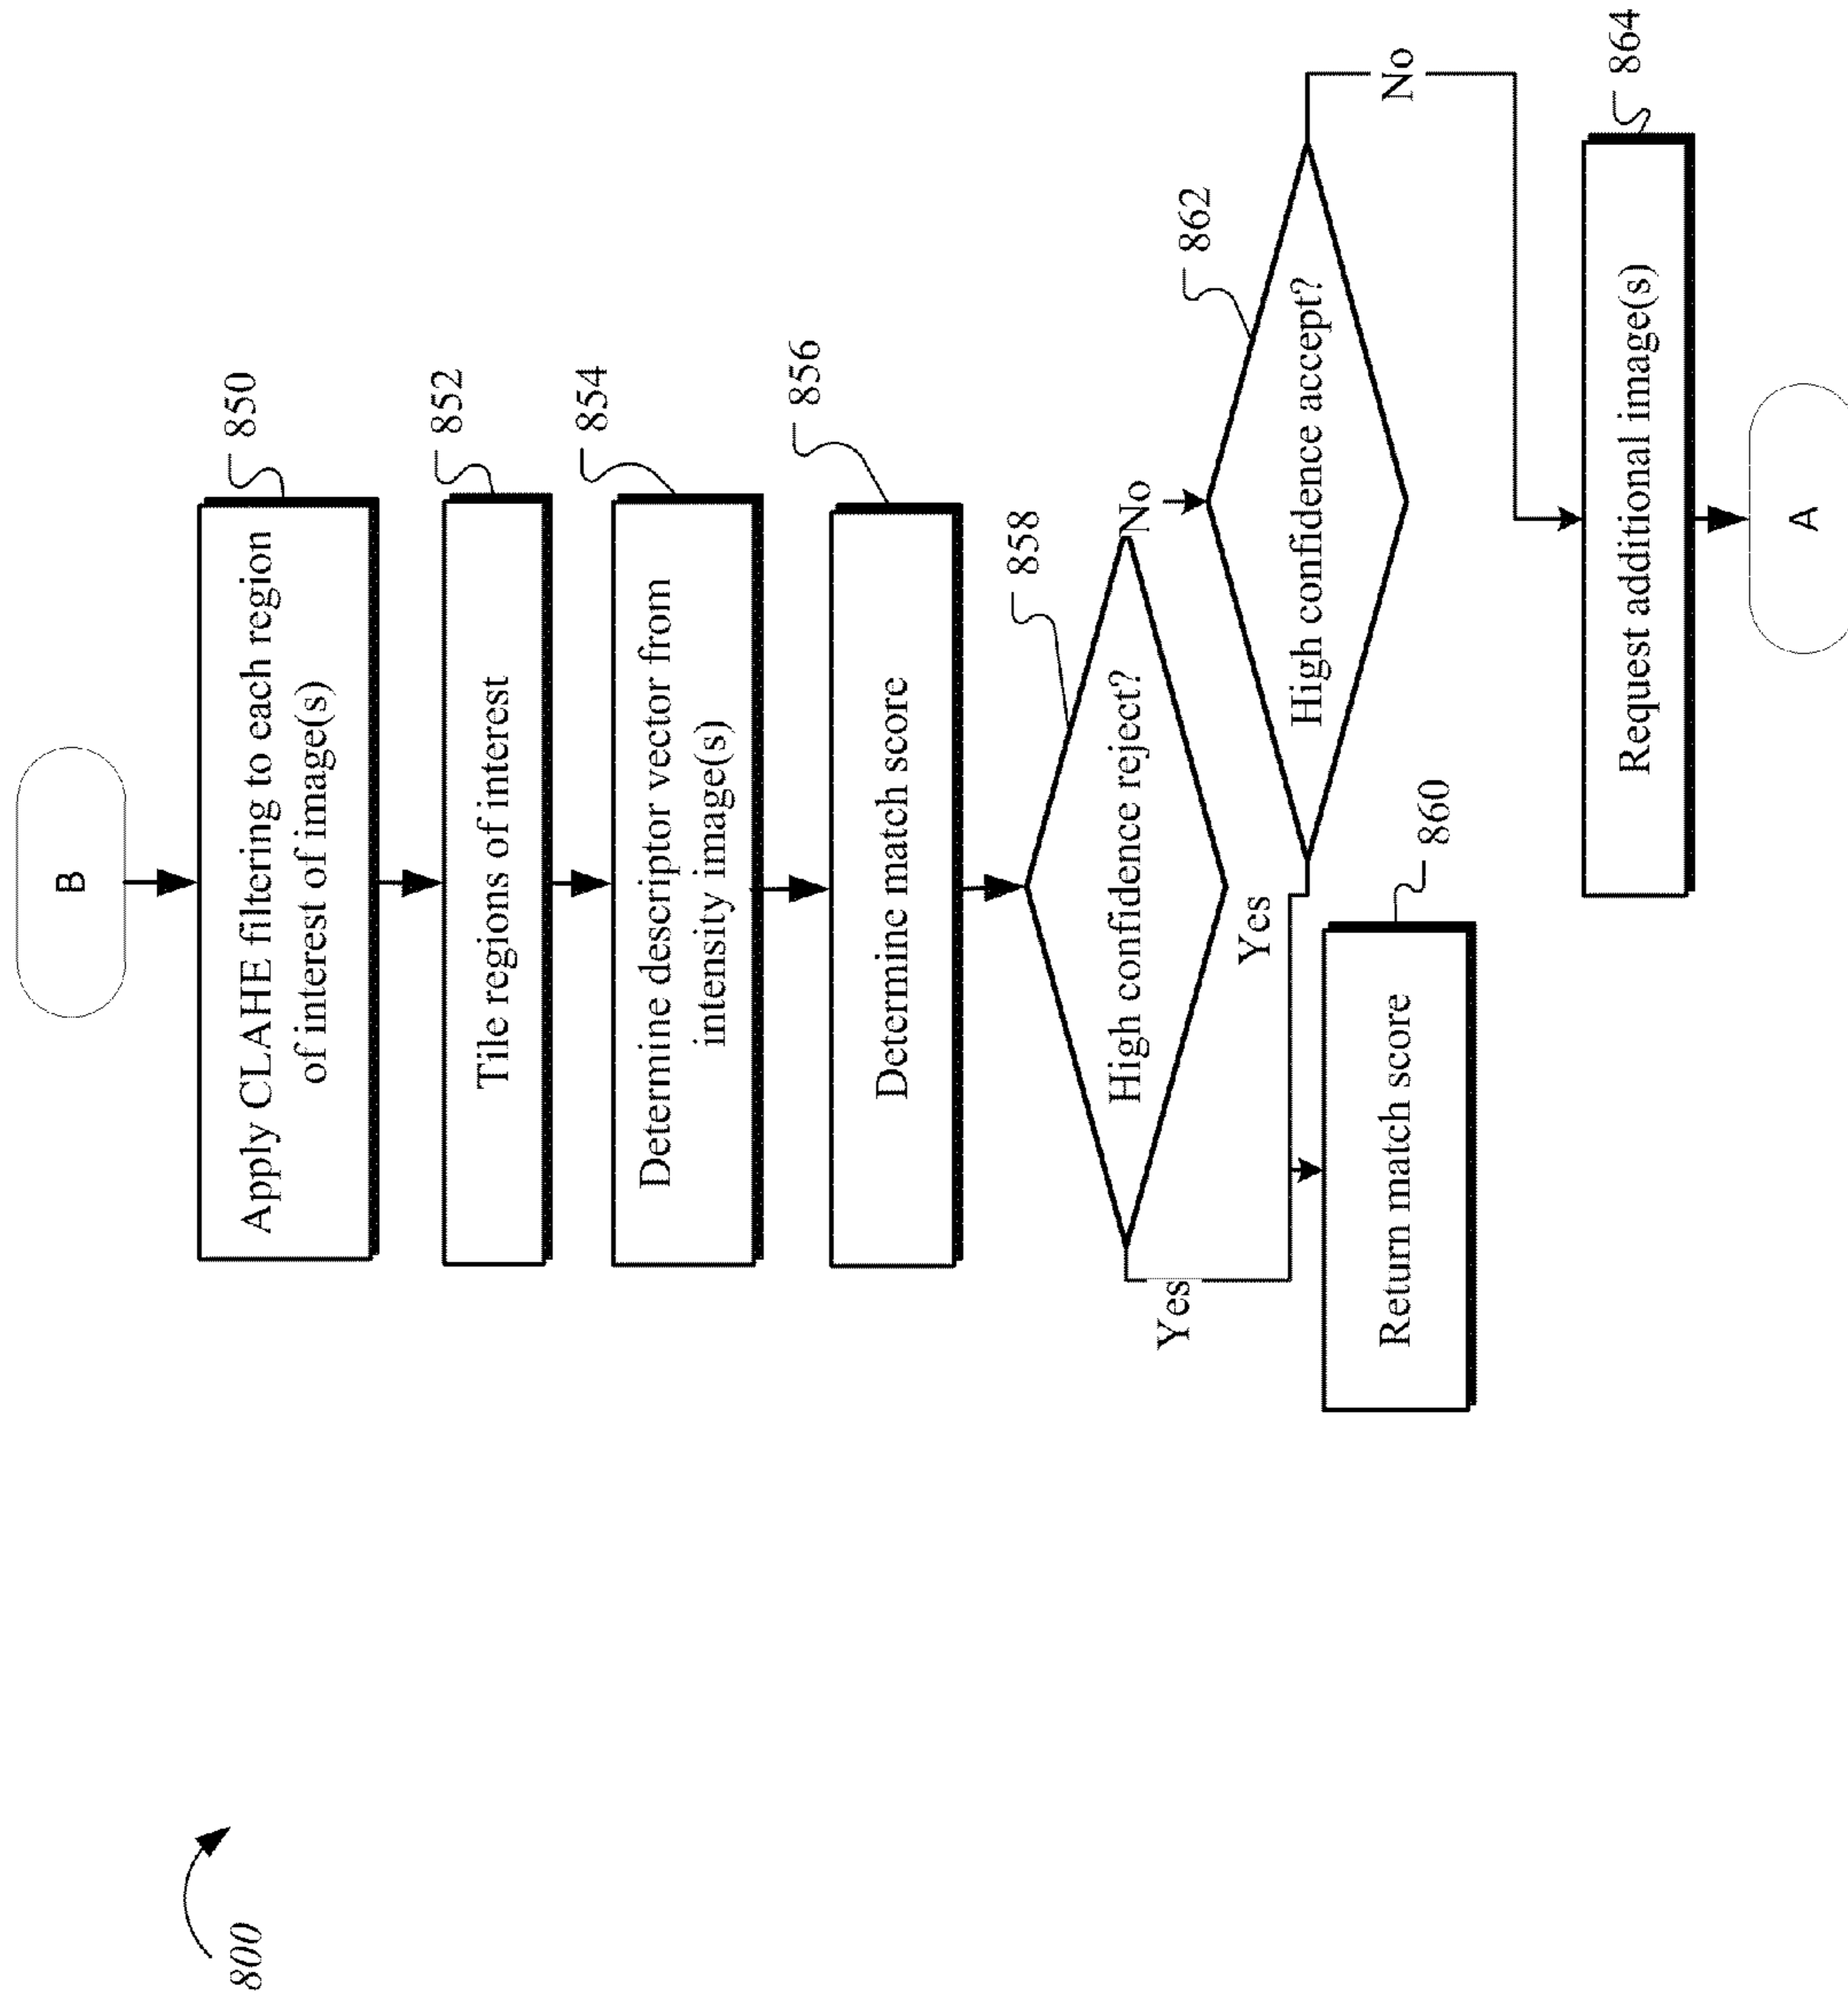 800
B
Apply CLAHE filtering to each region
of interest of image(s)
850
Tile regions of interest
852
Determine descriptor vector from
intensity image(s)
854
Determine match score
856
High confidence reject?
858
Yes
No
High confidence accept?
862
Yes
No
Return match score
860
Request additional image(s)
864
A